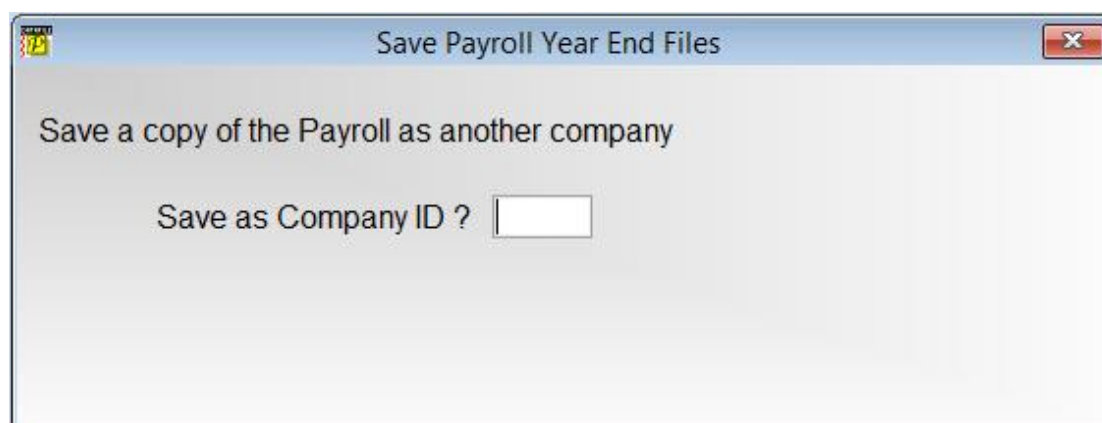 Save Payroll Year End Files
Save a copy of the Payroll as another company
Save as Company ID ?